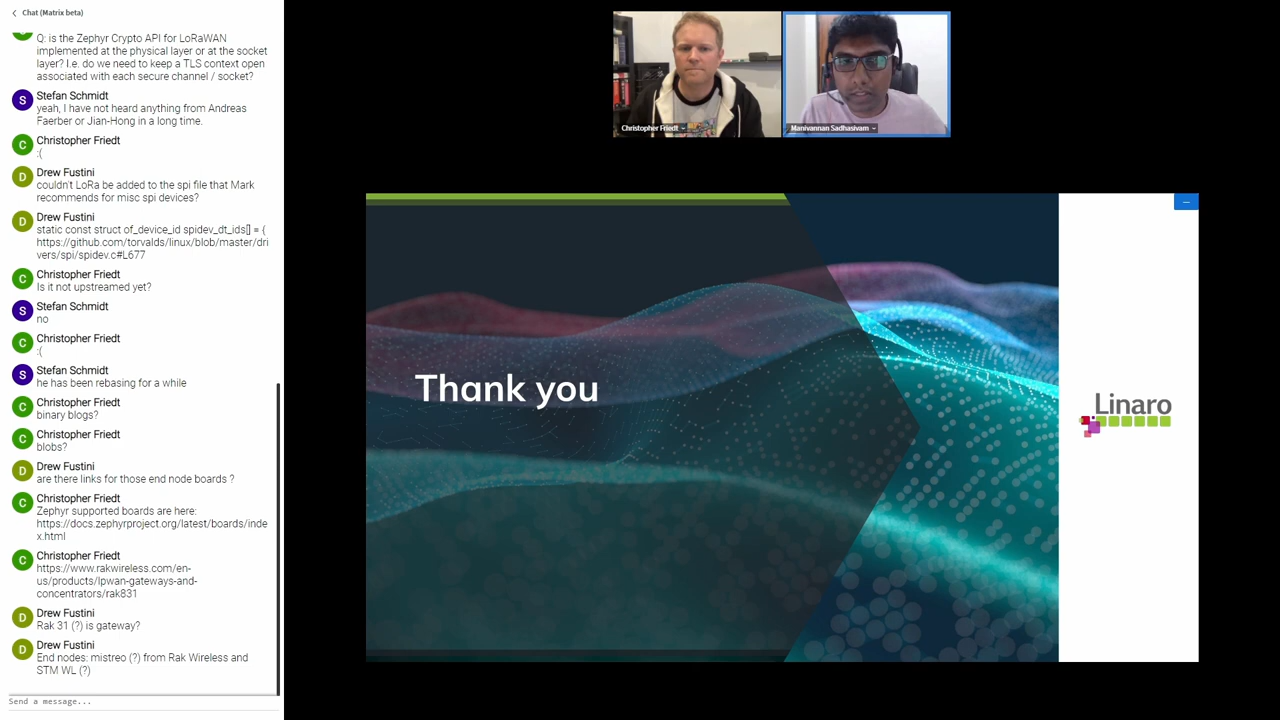 Chat (Matrix beta)
Q: is the Zephyr Crypto API for LoRaWAN
implemented at the physical layer or at the socket
layer? I.e. do we need to keep a TLS context open
associated with each secure channel / socket?
S
Stefan Schmidt
yeah, I have not heard anything from Andreas
Faerber or Jian-Hong in a long time.
C
Christopher Friedt
:(
D
Drew Fustini
couldn't LoRa be added to the spi file that Mark
recommends for misc spi devices?
D
Drew Fustini
static const struct of_device_id spidev_dt_ids[] = {
https://github.com/torvalds/linux/blob/master/dri
vers/spi/spidev.c#L677
C
Christopher Friedt
Is it not upstreamed yet?
S
Stefan Schmidt
no
C
Christopher Friedt
:(
S
Stefan Schmidt
he has been rebasing for a while
C
Christopher Friedt
binary blogs?
C
Christopher Friedt
blobs?
D
Drew Fustini
are there links for those end node boards ?
C
Christopher Friedt
Zephyr supported boards are here:
https://docs.zephyrproject.org/latest/boards/inde
x.html
C
Christopher Friedt
https://www.rakwireless.com/en-
us/products/lpwan-gateways-and-
concentrators/rak831
D
Drew Fustini
Rak 31 (?) is gateway?
D
Drew Fustini
End nodes: mistreo (?) from Rak Wireless and
STM WL (?)
Send a message...
Christopher Friedt
Manivannan Sadhasivam
Thank you
Linaro